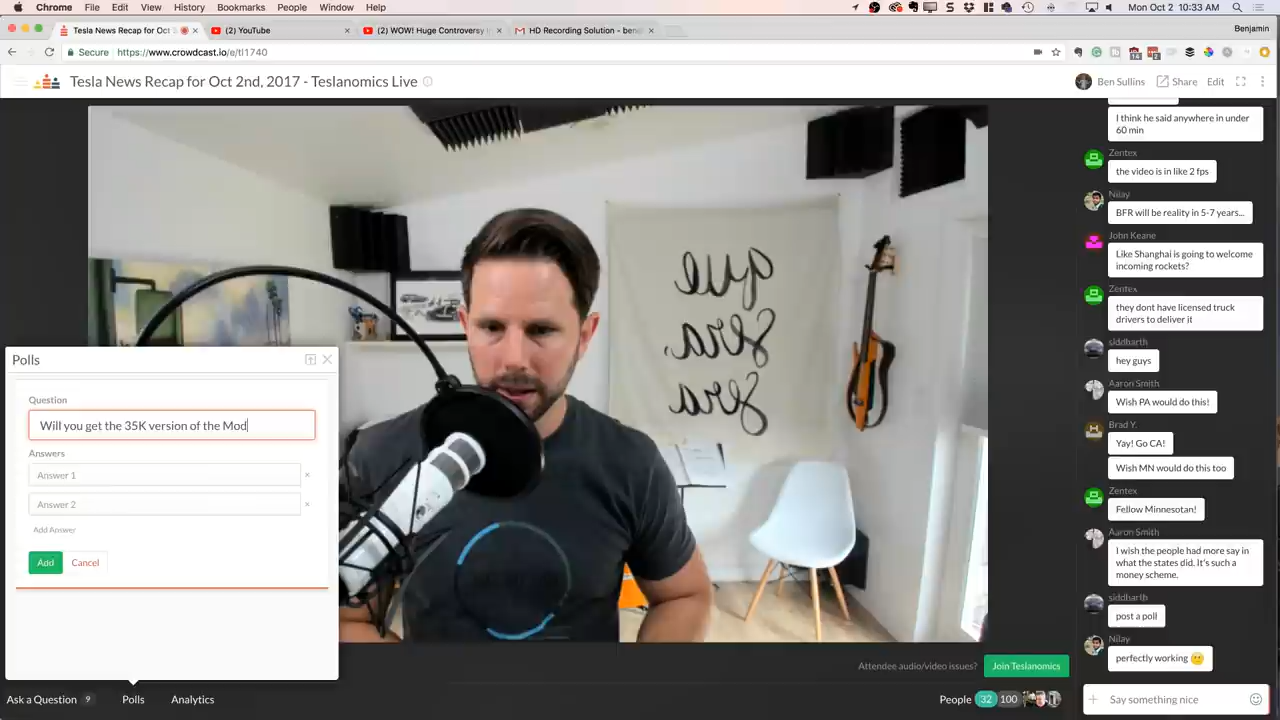 Chrome File Edit View History Bookmarks People Window Help Mon Oct 2 10:33 AM
Tesla News Recap for Oct 2 (2) YouTube (2) WOW! Huge Controversy HD Recording Solution - ben Benjamin
Secure https://www.crowdcast.io/e/tl1740
Tesla News Recap for Oct 2nd, 2017 - Teslanomics Live Ben Sullins Share Edit
I think he said anywhere in under
60 min
Zentex
the video is in like 2 fps
Nilay
BFR will be reality in 5-7 years...
John Keane
Like Shanghai is going to welcome
incoming rockets?
Zentex
they dont have licensed truck
drivers to deliver it
siddharth
hey guys
Aaron Smith
Wish PA would do this!
Brad Y.
Yay! Go CA!
Wish MN would do this too
Zentex
Fellow Minnesotan!
Aaron Smith
I wish the people had more say in
what the states did. It's such a
money scheme.
siddharth
post a poll
Nilay
perfectly working
que
sera,
sera
Polls
Question
Will you get the 35K version of the Mod
Answers
Answer 1
Answer 2
Add Answer
Add Cancel
Attendee audio/video issues? Join Teslanomics
Ask a Question 9 Polls Analytics People 32 100 Say something nice